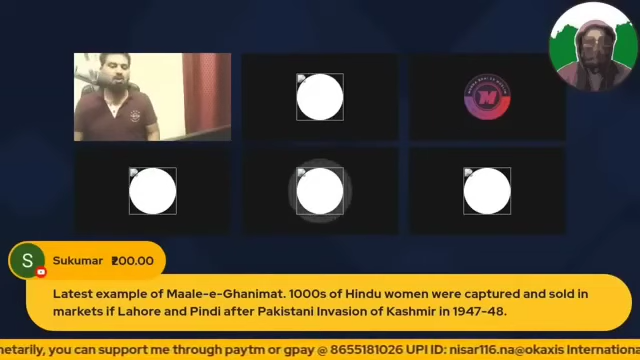 M
S
Sukumar ₹200.00
Latest example of Maale-e-Ghanimat. 1000s of Hindu women were captured and sold in
markets if Lahore and Pindi after Pakistani Invasion of Kashmir in 1947-48.
netarily, you can support me through paytm or gpay @ 8655181026 UPI ID: nisar116.na@okaxis Internationa